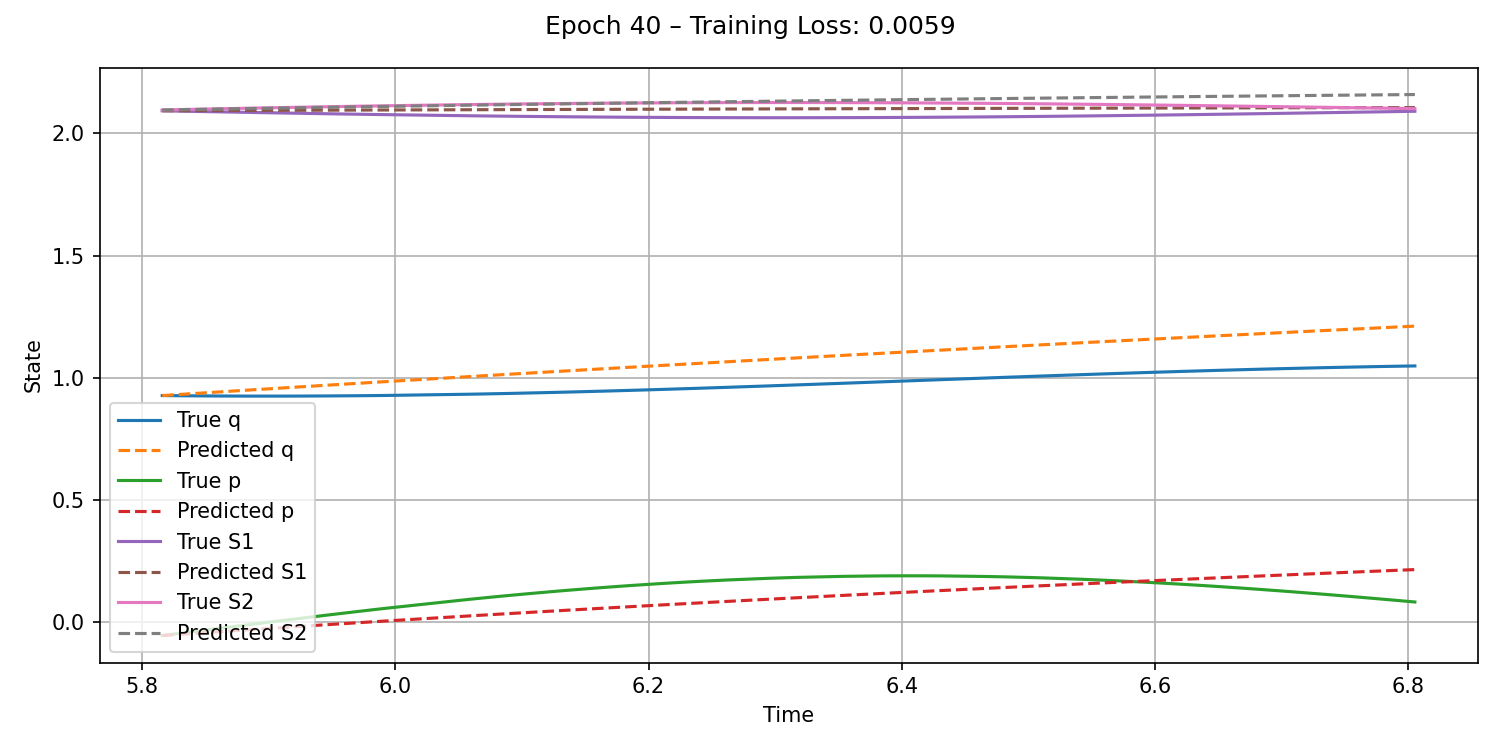 Epoch 40 – Training Loss: 0.0059
State
2.0
1.5
1.0
0.5
0.0
True q
Predicted q
True p
Predicted p
True S1
Predicted S1
True S2
Predicted S2
5.8 6.0 6.2 6.4 6.6 6.8
Time